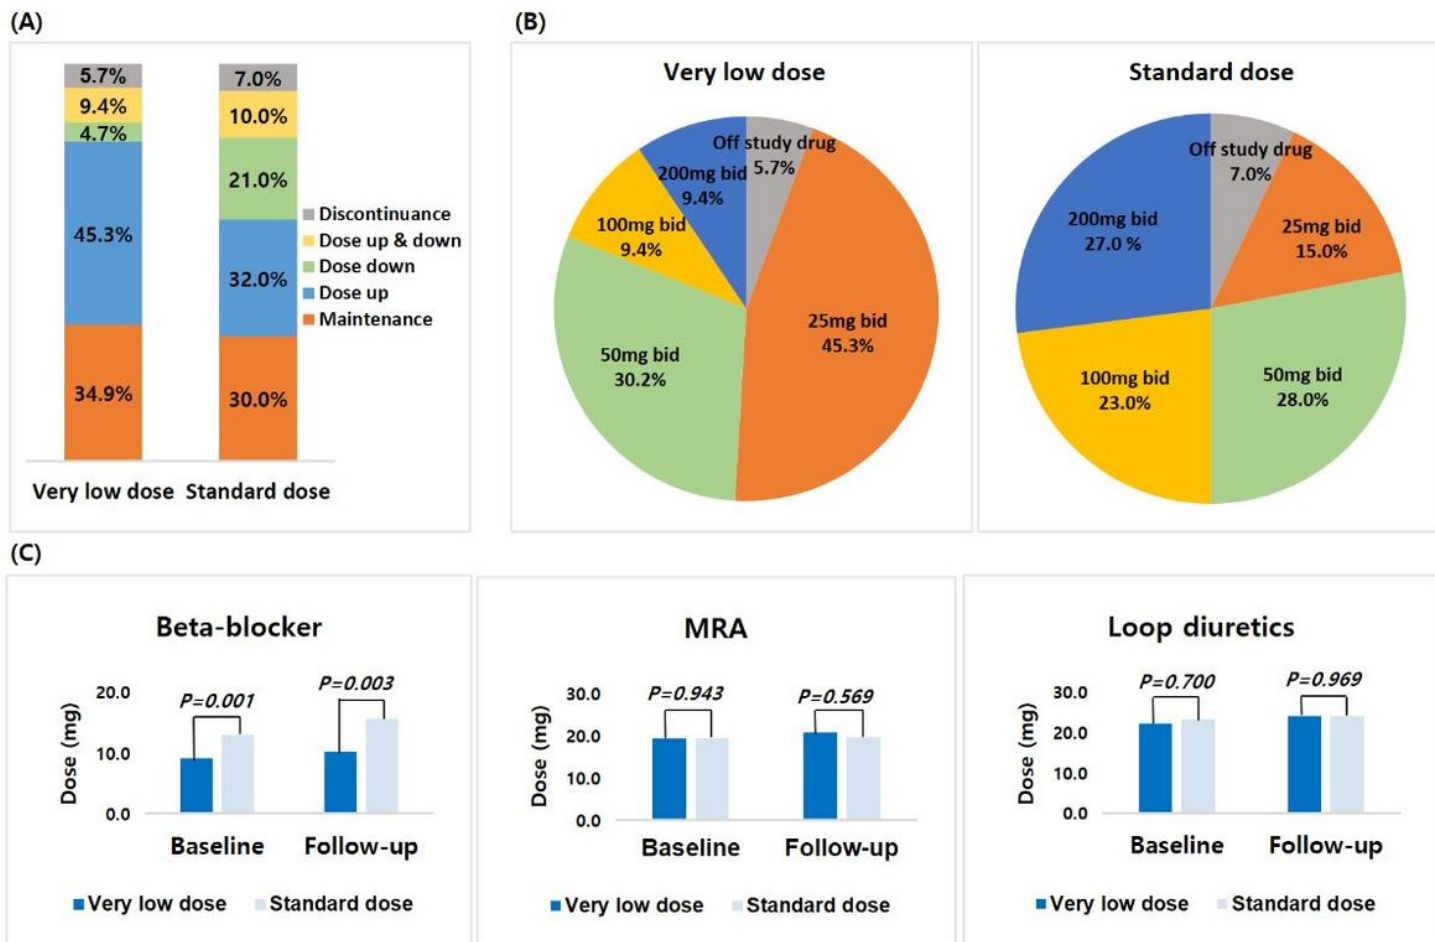 (A)
5.7%
9.4%
4.7%
45.3%
34.9%
7.0%
10.0%
21.0%
32.0%
30.0%
Discontinuance
Dose up & down
Dose down
Dose up
Maintenance
Very low dose Standard dose
(B)
Very low dose
Off study drug
5.7%
25mg bid
45.3%
50mg bid
30.2%
100mg bid
9.4%
200mg bid
9.4%
Standard dose
Off study drug
7.0%
25mg bid
15.0%
50mg bid
28.0%
100mg bid
23.0%
200mg bid
27.0 %
(C)
Beta-blocker
Dose (mg)
20.0
10.0
0.0
P=0.001
P=0.003
Baseline Follow-up
Very low dose Standard dose
MRA
Dose (mg)
30.0
20.0
10.0
0.0
P=0.943
P=0.569
Baseline Follow-up
Very low dose Standard dose
Loop diuretics
Dose (mg)
30.0
20.0
10.0
0.0
P=0.700
P=0.969
Baseline Follow-up
Very low dose Standard dose